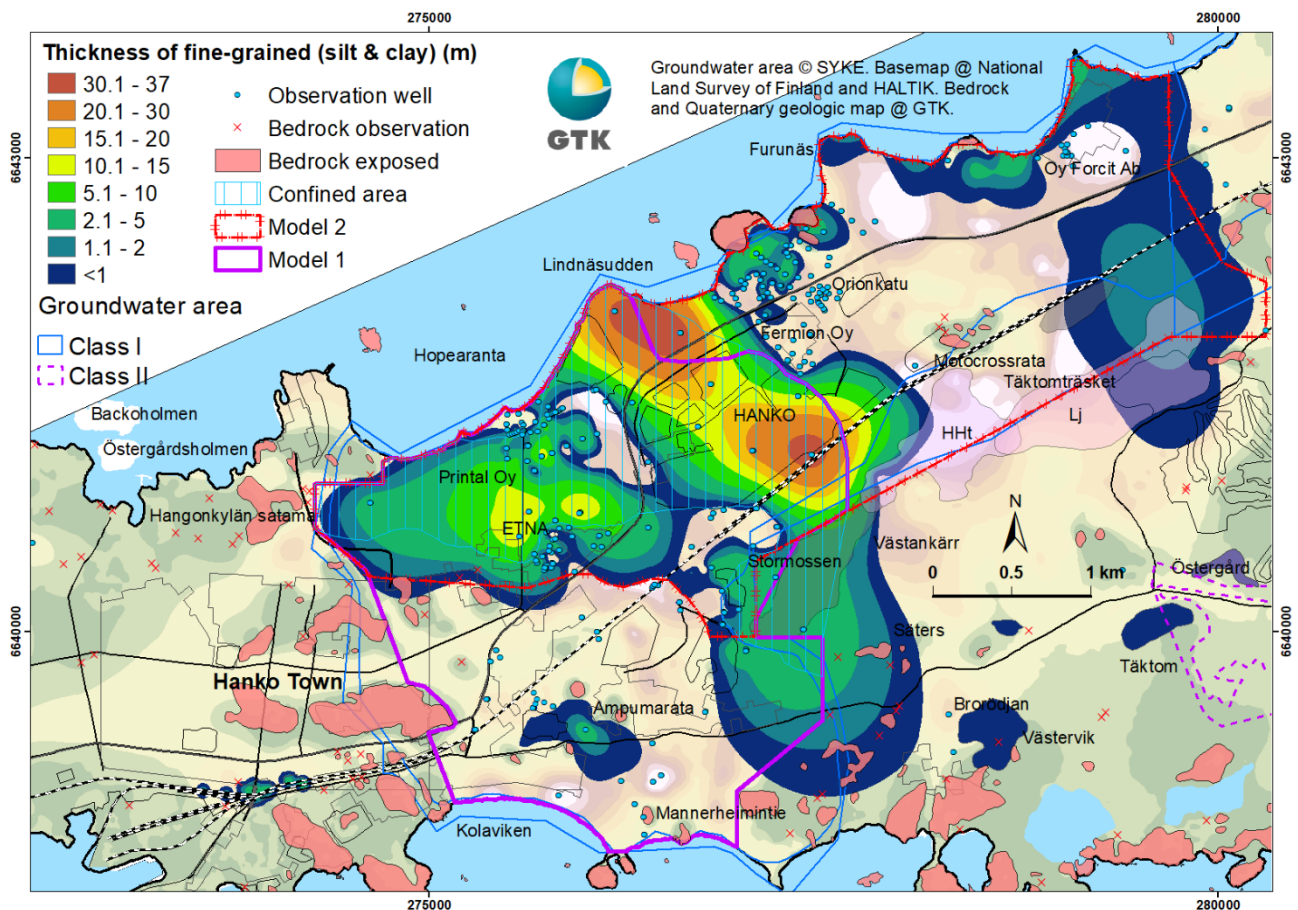 275000
280000
Thickness of fine-grained (silt & clay) (m)
30.1 - 37
20.1 - 30
15.1 - 20
10.1 - 15
5.1 - 10
2.1 - 5
1.1 - 2
<1
Observation well
Bedrock observation
Bedrock exposed
Confined area
Model 2
Model 1
Groundwater area
Class I
Class II
GTK
Groundwater area © SYKE. Basemap @ National
Land Survey of Finland and HALTIK. Bedrock
and Quaternary geologic map @ GTK.
6643000
6643000
Furunäs
Oy Forcit Ab
Lindnäsudden
Orionkatu
Fermion Oy
Hopearanta
Motocrossrata
Täktomträsket
Backoholmen
HANKO
Lj
HHt
Östergårdsholmen
Printal Oy
Hangonkylän satama
ETNA
N
Västankärr
Stormossen
Östergård
0 0.5 1 km
6640000
6640000
Säters
Täktom
Hanko Town
Ampumarata
Brorödjan
Västervik
Mannerheimintie
Kolaviken
275000
280000